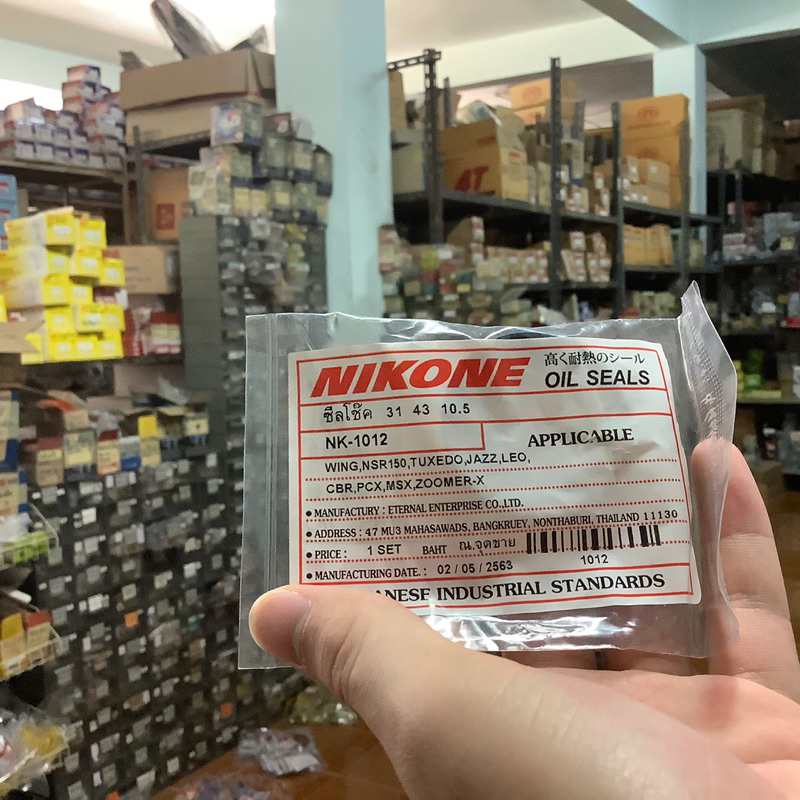 NIKONE
高く耐熱のシール
OIL SEALS
ซีลโช๊ค 31 43 10.5
NK-1012
APPLICABLE
WING,NSR150,TUXEDO,JAZZ,LEO,
CBR,PCX,MSX,ZOOMER-X
MANUFACTURY : ETERNAL ENTERPRISE CO.,LTD.
ADDRESS : 47 MU3 MAHASAWADS, BANGKRUEY, NONTHABURI, THAILAND 11130
PRICE : 1 SET BAHT ณ.จุดขาย
1012
MANUFACTURING DATE. : 02 / 05 / 2563
ANESE INDUSTRIAL STANDARDS